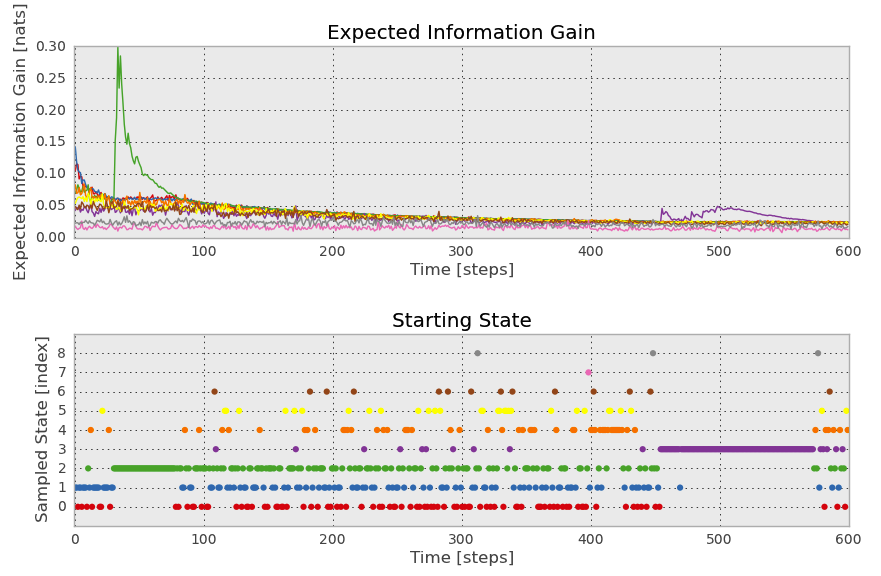 Expected Information Gain
Expected Information Gain [nats]
0.30
0.25
0.20
0.15
0.10
0.05
0.00
0 100 200 300 400 500 600
Time [steps]
Starting State
Sampled State [index]
8
7
6
5
4
3
2
1
0
0 100 200 300 400 500 600
Time [steps]